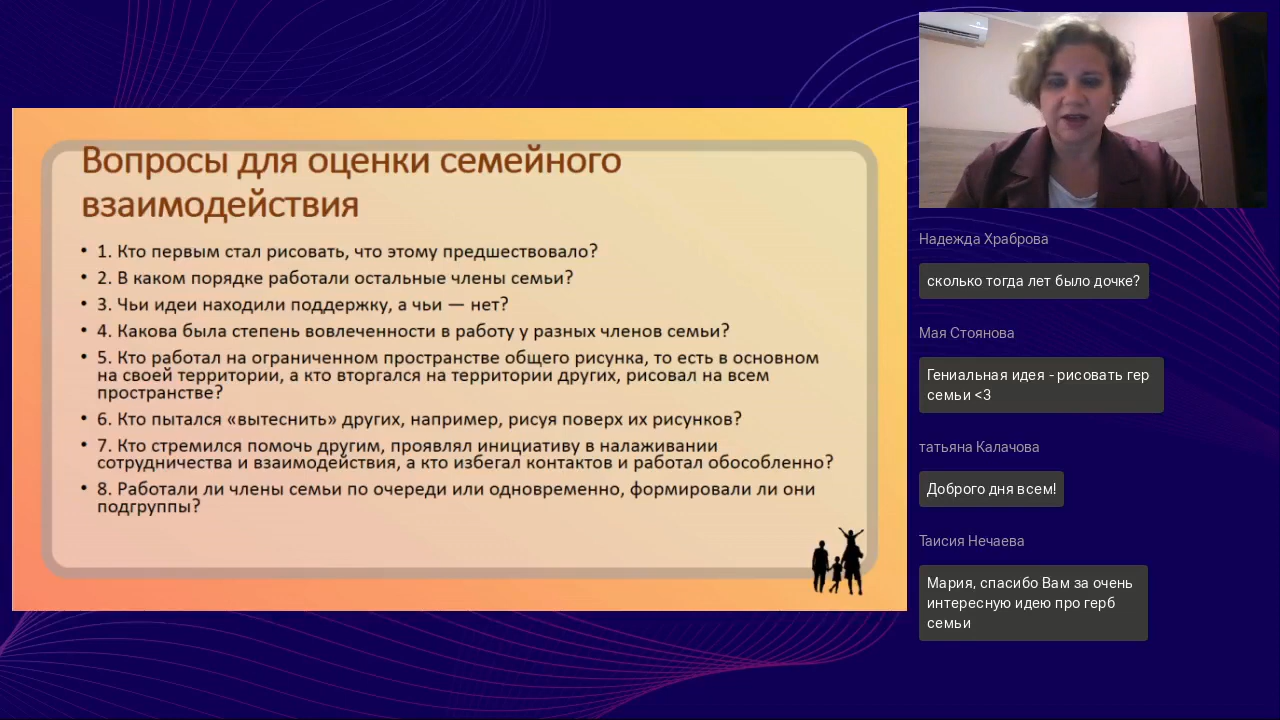 Вопросы для оценки семейного
взаимодействия
• 1. Кто первым стал рисовать, что этому предшествовало?
• 2. В каком порядке работали остальные члены семьи?
• 3. Чьи идеи находили поддержку, а чьи — нет?
• 4. Какова была степень вовлеченности в работу у разных членов семьи?
• 5. Кто работал на ограниченном пространстве общего рисунка, то есть в основном
на своей территории, а кто вторгался на территории других, рисовал на всем
пространстве?
• 6. Кто пытался «вытеснить» других, например, рисуя поверх их рисунков?
• 7. Кто стремился помочь другим, проявлял инициативу в налаживании
сотрудничества и взаимодействия, а кто избегал контактов и работал обособленно?
• 8. Работали ли члены семьи по очереди или одновременно, формировали ли они
подгруппы?
Надежда Храброва
сколько тогда лет было дочке?
Мая Стоянова
Гениальная идея - рисовать гер
семьи <3
татьяна Калачова
Доброго дня всем!
Таисия Нечаева
Мария, спасибо Вам за очень
интересную идею про герб
семьи